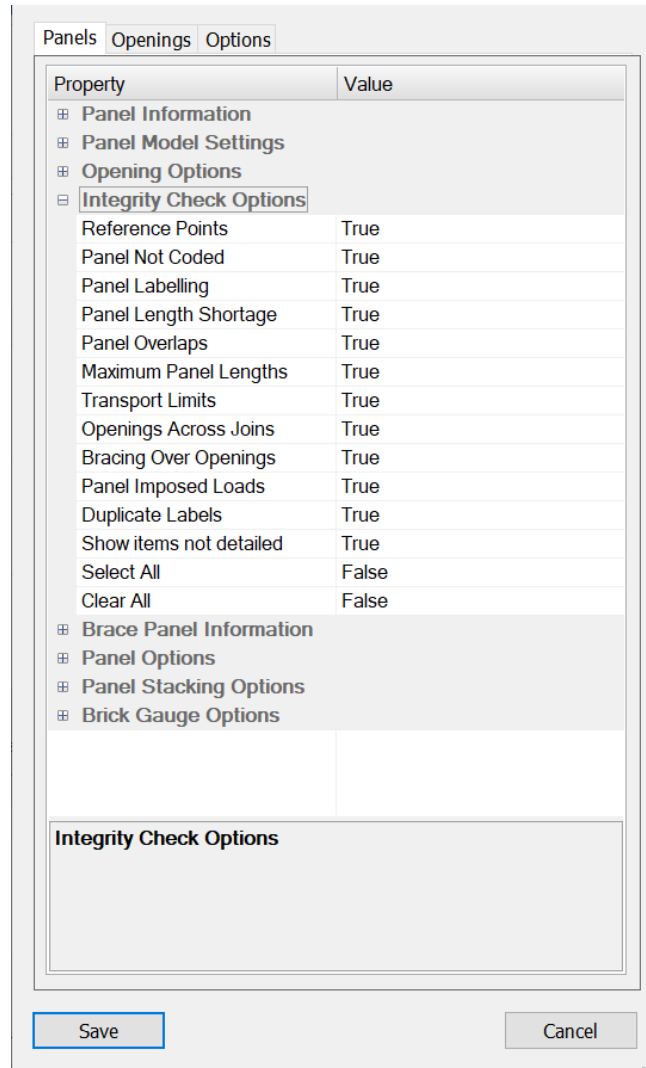 Panels Openings Options
Property Value
Panel Information
Panel Model Settings
Opening Options
Integrity Check Options
Reference Points True
Panel Not Coded True
Panel Labelling True
Panel Length Shortage True
Panel Overlaps True
Maximum Panel Lengths True
Transport Limits True
Openings Across Joins True
Bracing Over Openings True
Panel Imposed Loads True
Duplicate Labels True
Show items not detailed True
Select All False
Clear All False
Brace Panel Information
Panel Options
Panel Stacking Options
Brick Gauge Options
Integrity Check Options
Save Cancel